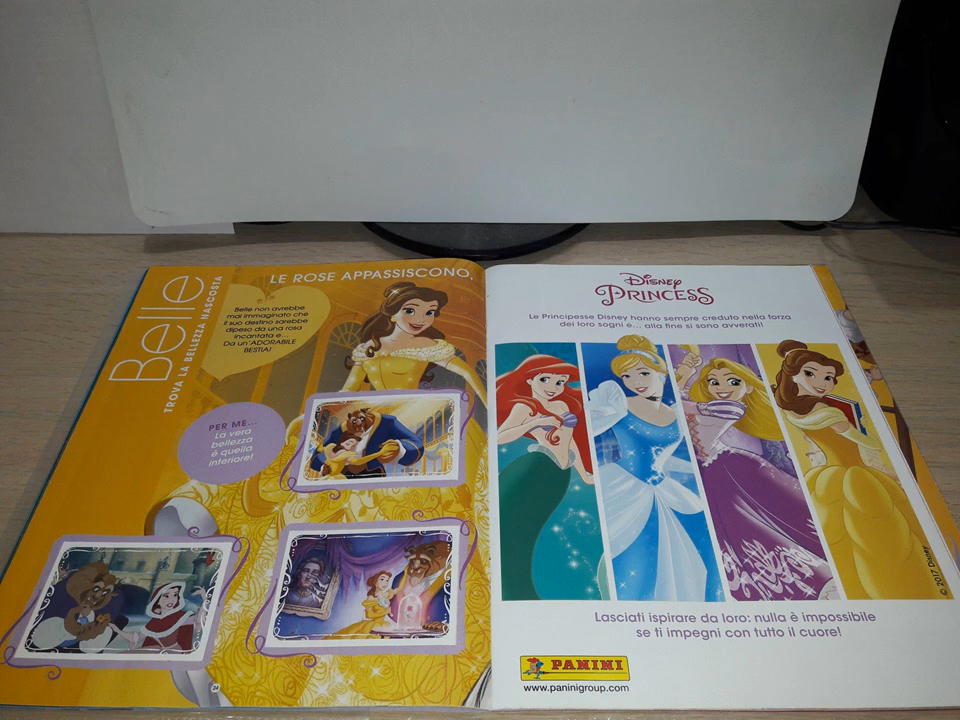 Belle
TROVA LA BELLEZZA NASCOSTA
LE ROSE APPASSISCONO,
Belle non avrebbe
mai immaginato che
il suo destino sarebbe
dipeso da una rosa
incantata e...
Da un'ADORABILE
BESTIA!
PER ME...
La vera
bellezza
è quella
interiore!
24
DISNEY
PRINCESS
Le Principesse Disney hanno sempre creduto nella forza
dei loro sogni e... alla fine si sono avverati!
© 2017 Disney
Lasciati ispirare da loro: nulla è impossibile
se ti impegni con tutto il cuore!
PANINI
www.paninigroup.com